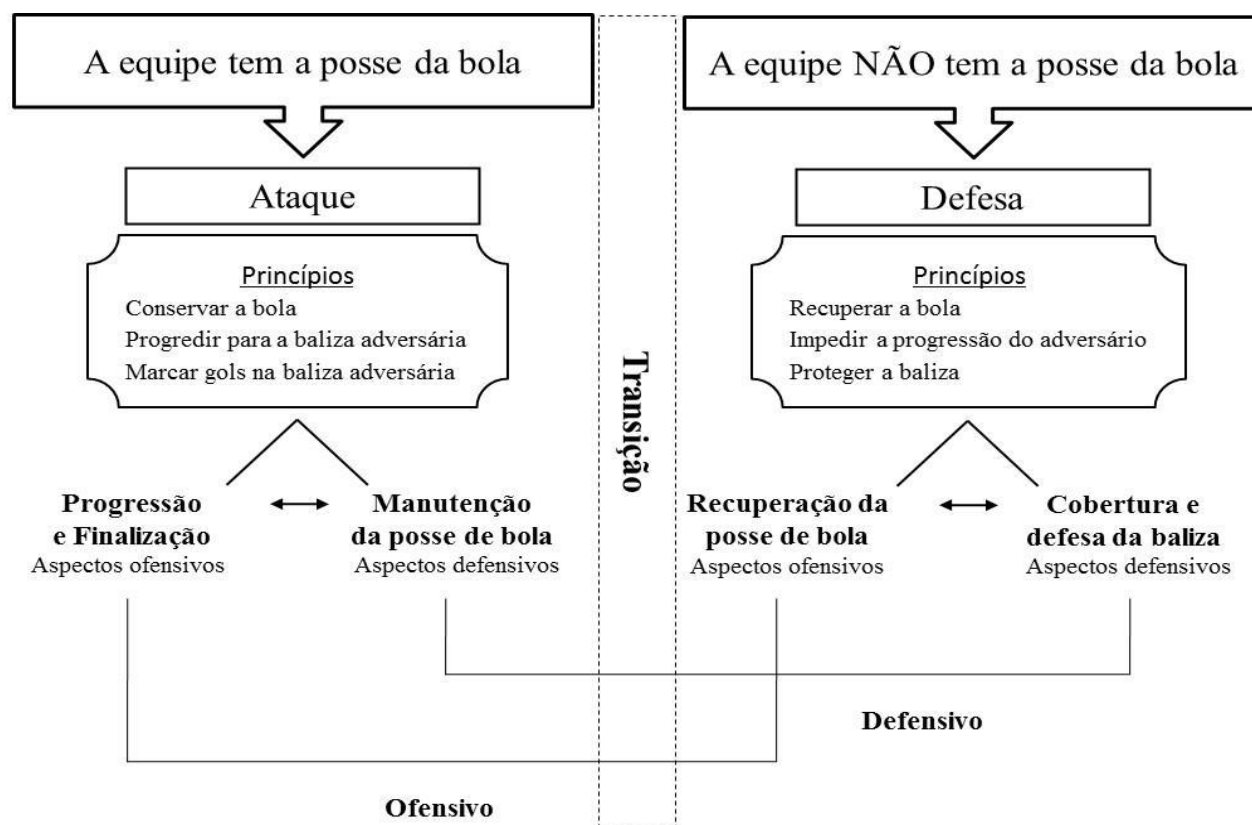 A equipe tem a posse da bola
Ataque
Princípios
Conservar a bola
Progredir para a baliza adversária
Marcar gols na baliza adversária
Progressão
e Finalização
Aspectos ofensivos
Manutenção
da posse de bola
Aspectos defensivos
Transição
A equipe NÃO tem a posse da bola
Defesa
Princípios
Recuperar a bola
Impedir a progressão do adversário
Proteger a baliza
Recuperação da
posse de bola
Aspectos ofensivos
Cobertura e
defesa da baliza
Aspectos defensivos
Defensivo
Ofensivo